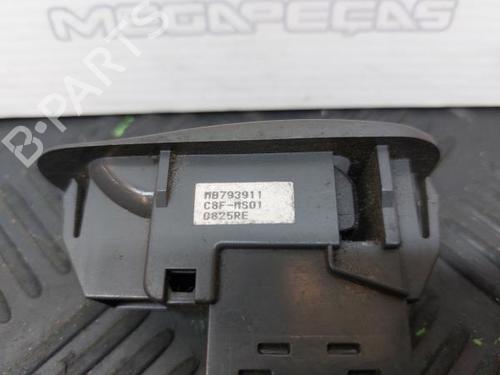 MEGAPEÇAS
B-PARTS
MB793911
C8F-MS01
0825RE